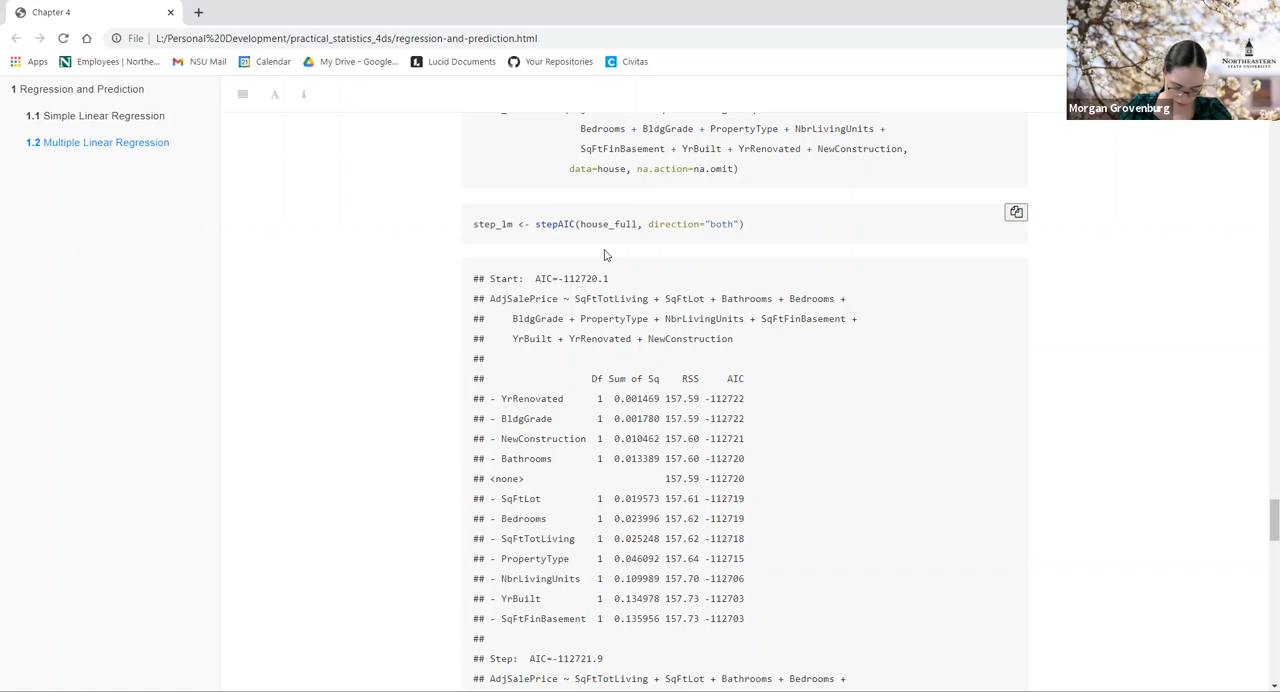 Chapter 4
File
L:/Personal%20Development/practical_statistics_4ds/regression-and-prediction.html
Apps
Employees | Northe...
NSU Mail
Calendar
My Drive - Google...
Lucid Documents
Your Repositories
Civitas
NORTHEASTERN
STATE UNIVERSITY
Morgan Grovenburg
1 Regression and Prediction
1.1 Simple Linear Regression
1.2 Multiple Linear Regression
Bedrooms + BldgGrade + PropertyType + NbrLivingUnits +
SqFtFinBasement + YrBuilt + YrRenovated + NewConstruction,
data=house, na.action=na.omit)
step_lm <- stepAIC(house_full, direction="both")
## Start:  AIC=-112720.1
## AdjSalePrice ~ SqFtTotLiving + SqFtLot + Bathrooms + Bedrooms +
##     BldgGrade + PropertyType + NbrLivingUnits + SqFtFinBasement +
##     YrBuilt + YrRenovated + NewConstruction
##
##                   Df Sum of Sq    RSS     AIC
## - YrRenovated      1  0.001469 157.59 -112722
## - BldgGrade        1  0.001780 157.59 -112722
## - NewConstruction  1  0.010462 157.60 -112721
## - Bathrooms        1  0.013389 157.60 -112720
## <none>                         157.59 -112720
## - SqFtLot          1  0.019573 157.61 -112719
## - Bedrooms         1  0.023996 157.62 -112719
## - SqFtTotLiving    1  0.025248 157.62 -112718
## - PropertyType     1  0.046092 157.64 -112715
## - NbrLivingUnits   1  0.109989 157.70 -112706
## - YrBuilt          1  0.134978 157.73 -112703
## - SqFtFinBasement  1  0.135956 157.73 -112703
##
## Step:  AIC=-112721.9
## AdjSalePrice ~ SqFtTotLiving + SqFtLot + Bathrooms + Bedrooms +